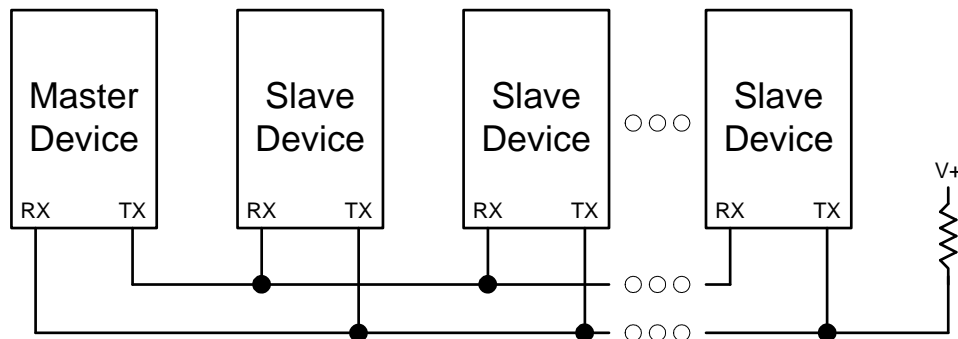 Master
Device
RX TX
Slave
Device
RX TX
Slave
Device
RX TX
Slave
Device
RX TX
V+